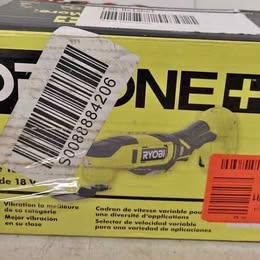 ONE+
RYOBI
S0088884206
de 18 V
Vibration la meilleure
de sa catégorie
Mejor vibración
en su clase
Cadran de vitesse variable pour
une diversité d'applications
Selector de velocidad variable
para una variedad de aplicaciones